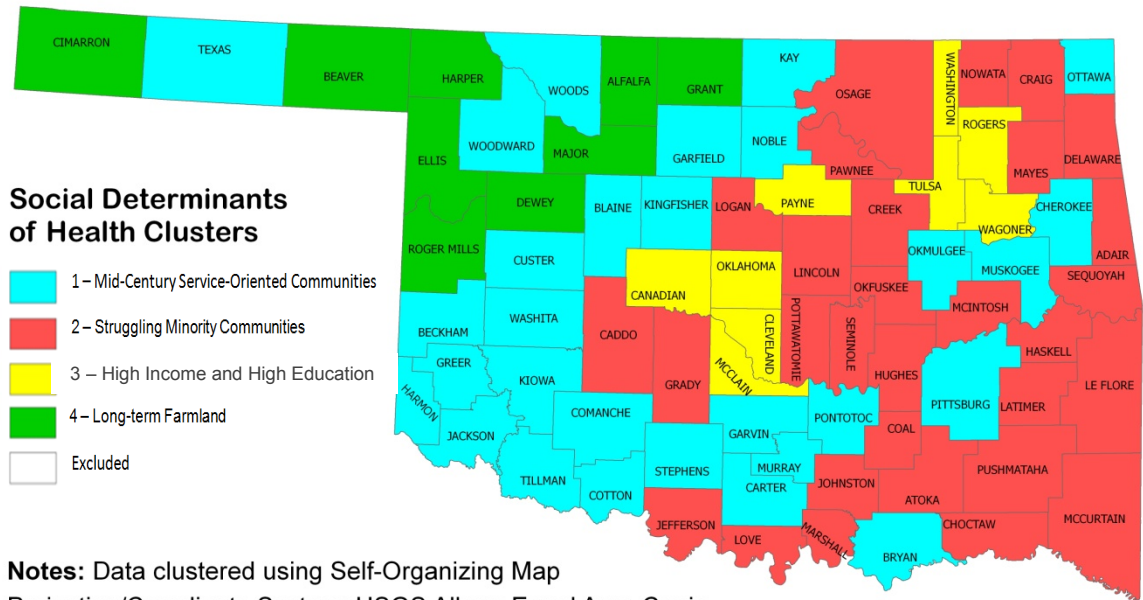 CIMARRON
TEXAS
BEAVER
HARPER
WOODS
ALFALFA
GRANT
KAY
OSAGE
WASHINGTON
NOWATA
CRAIG
OTTAWA
ELLIS
WOODWARD
MAJOR
GARFIELD
NOBLE
PAWNEE
ROGERS
MAYES
DELAWARE
ROGER MILLS
DEWEY
BLAINE
KINGFISHER
LOGAN
PAYNE
CREEK
TULSA
WAGONER
CHEROKEE
ADAIR
CUSTER
CANADIAN
OKLAHOMA
LINCOLN
OKFUSKEE
OKMULGEE
MUSKOGEE
SEQUOYAH
MCINTOSH
BECKHAM
WASHITA
CADDO
GRADY
CLEVELAND
MCCLAIN
POTTAWATOMIE
SEMINOLE
HUGHES
HASKELL
LE FLORE
PITTSBURG
LATIMER
GREER
HARMON
KIOWA
JACKSON
COMANCHE
TILLMAN
COTTON
STEPHENS
GARVIN
MURRAY
CARTER
PONTOTOC
COAL
JOHNSTON
ATOKA
PUSHMATAHA
MCCURTAIN
JEFFERSON
LOVE
MARSHALL
BRYAN
CHOCTAW
Social Determinants
of Health Clusters
1 – Mid-Century Service-Oriented Communities
2 – Struggling Minority Communities
3 – High Income and High Education
4 – Long-term Farmland
Excluded
Notes: Data clustered using Self-Organizing Map